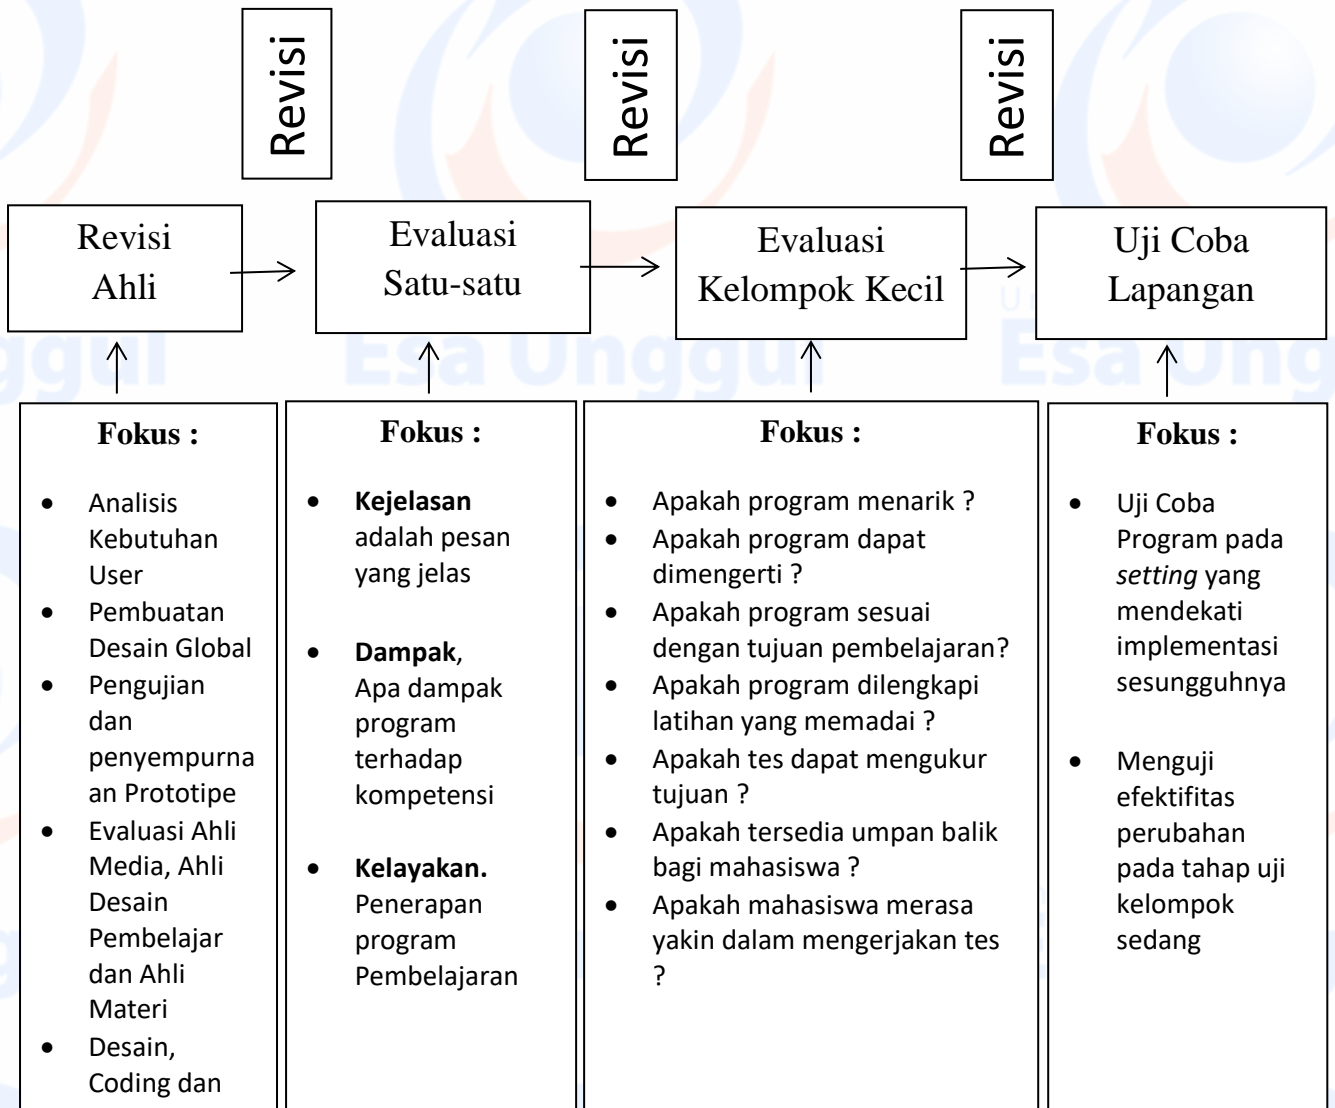 Revisi
Revisi
Revisi
Revisi
Ahli
Evaluasi
Satu-satu
Evaluasi
Kelompok Kecil
Uji Coba
Lapangan
Esa Unggul
Fokus :
• Analisis
Kebutuhan
User
• Pembuatan
Desain Global
• Pengujian
dan
penyempurna
an Prototipe
• Evaluasi Ahli
Media, Ahli
Desain
Pembelajar
dan Ahli
Materi
• Desain,
Coding dan
Fokus :
• Kejelasan
adalah pesan
yang jelas
• Dampak,
Apa dampak
program
terhadap
kompetensi
• Kelayakan.
Penerapan
program
Pembelajaran
Fokus :
• Apakah program menarik ?
• Apakah program dapat
dimengerti ?
• Apakah program sesuai
dengan tujuan pembelajaran?
• Apakah program dilengkapi
latihan yang memadai ?
• Apakah tes dapat mengukur
tujuan ?
• Apakah tersedia umpan balik
bagi mahasiswa ?
• Apakah mahasiswa merasa
yakin dalam mengerjakan tes
?
Fokus :
• Uji Coba
Program pada
setting yang
mendekati
implementasi
sesungguhnya
• Menguji
efektifitas
perubahan
pada tahap uji
kelompok
sedang